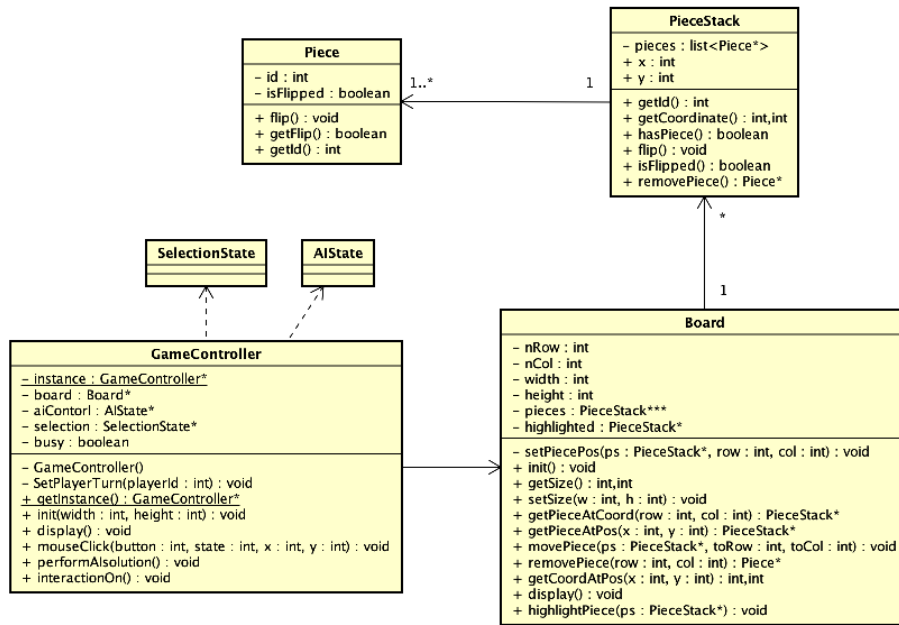 PieceStack
- pieces : list<Piece*>
+ x : int
+ y : int
+ getId() : int
+ getCoordinate() : int,int
+ hasPiece() : boolean
+ flip() : void
+ isFlipped() : boolean
+ removePiece() : Piece*
Piece
- id : int
- isFlipped : boolean
+ flip() : void
+ getFlip() : boolean
+ getId() : int
1..*
1
*
1
SelectionState
AIState
GameController
- instance : GameController*
- board : Board*
- aiContorl : AIState*
- selection : SelectionState*
- busy : boolean
- GameController()
- SetPlayerTurn(playerId : int) : void
+ getInstance() : GameController*
+ init(width : int, height : int) : void
+ display() : void
+ mouseClick(button : int, state : int, x : int, y : int) : void
+ performAIsolution() : void
+ interactionOn() : void
Board
- nRow : int
- nCol : int
- width : int
- height : int
- pieces : PieceStack***
- highlighted : PieceStack*
- setPiecePos(ps : PieceStack*, row : int, col : int) : void
+ init() : void
+ getSize() : int,int
+ setSize(w : int, h : int) : void
+ getPieceAtCoord(row : int, col : int) : PieceStack*
+ getPieceAtPos(x : int, y : int) : PieceStack*
+ movePiece(ps : PieceStack*, toRow : int, toCol : int) : void
+ removePiece(row : int, col : int) : Piece*
+ getCoordAtPos(x : int, y : int) : int,int
+ display() : void
+ highlightPiece(ps : PieceStack*) : void